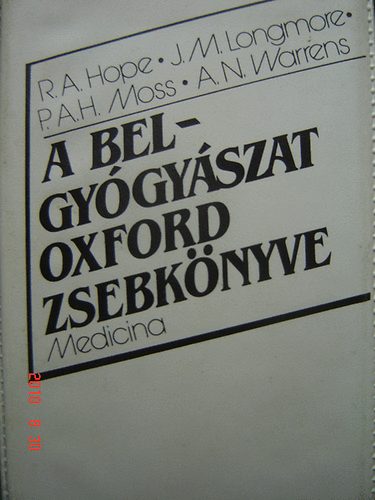 R.A. Hope • J.M. Longmore •
P.A.H. Moss • A.N. Warrens
A BEL-
GYÓGYÁSZAT
OXFORD
ZSEBKÖNYVE
Medicina